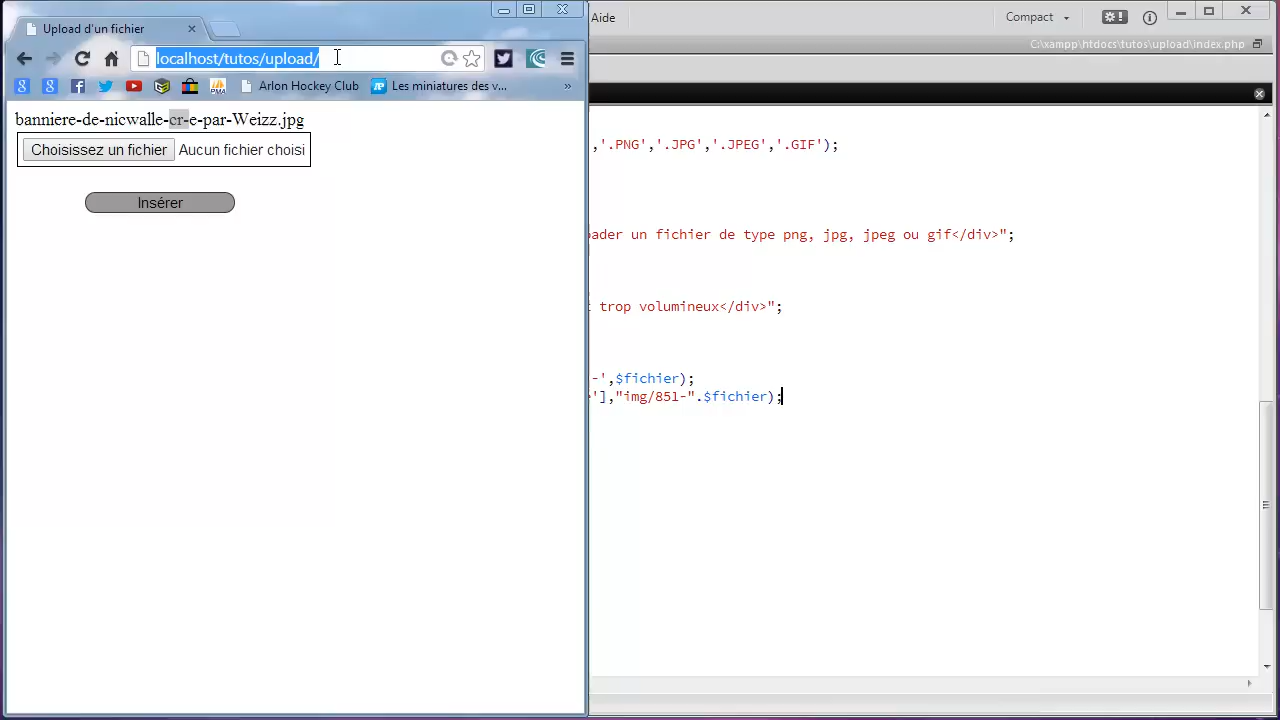 Upload d'un fichier
Aide
Compact
C:\xampp\htdocs\tutos\upload\index.php
localhost/tutos/upload/
Arlon Hockey Club
Les miniatures des v...
»
banniere-de-nicwalle-cr-e-par-Weizz.jpg
Choisissez un fichier Aucun fichier choisi
Insérer
,'.PNG','.JPG','.JPEG','.GIF');
ader un fichier de type png, jpg, jpeg ou gif</div>";
trop volumineux</div>";
-',$fichier);
'],"img/851-".$fichier);